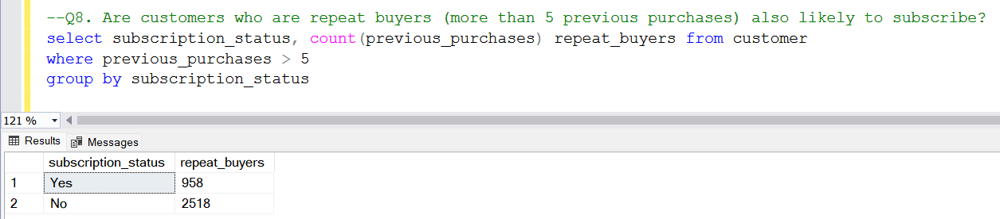 --Q8. Are customers who are repeat buyers (more than 5 previous purchases) also likely to subscribe?
select subscription_status, count(previous_purchases) repeat_buyers from customer
where previous_purchases > 5
group by subscription_status
121 %
Results Messages
subscription_status repeat_buyers
1 Yes 958
2 No 2518